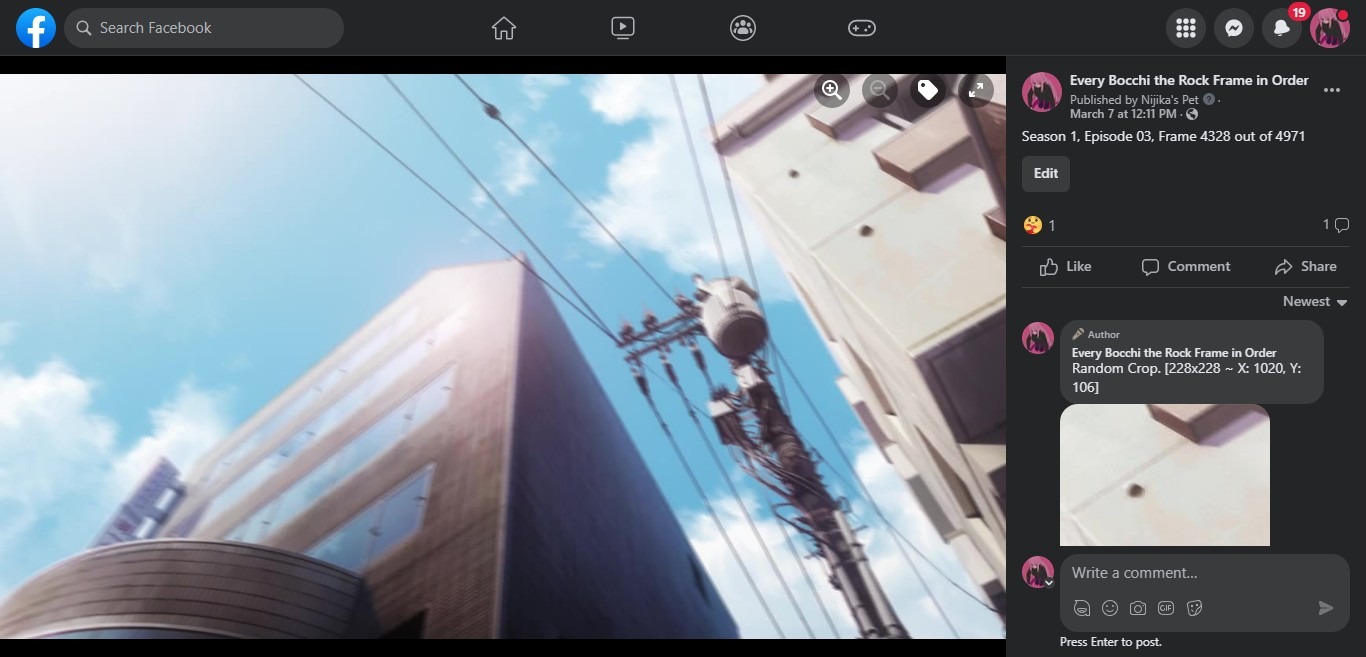 Search Facebook
19
Every Bocchi the Rock Frame in Order
Published by Nijika's Pet ·
March 7 at 12:11 PM ·
Season 1, Episode 03, Frame 4328 out of 4971
Edit
1
1
Like
Comment
Share
Newest
Author
Every Bocchi the Rock Frame in Order
Random Crop. [228x228 ~ X: 1020, Y:
106]
Write a comment...
GIF
Press Enter to post.